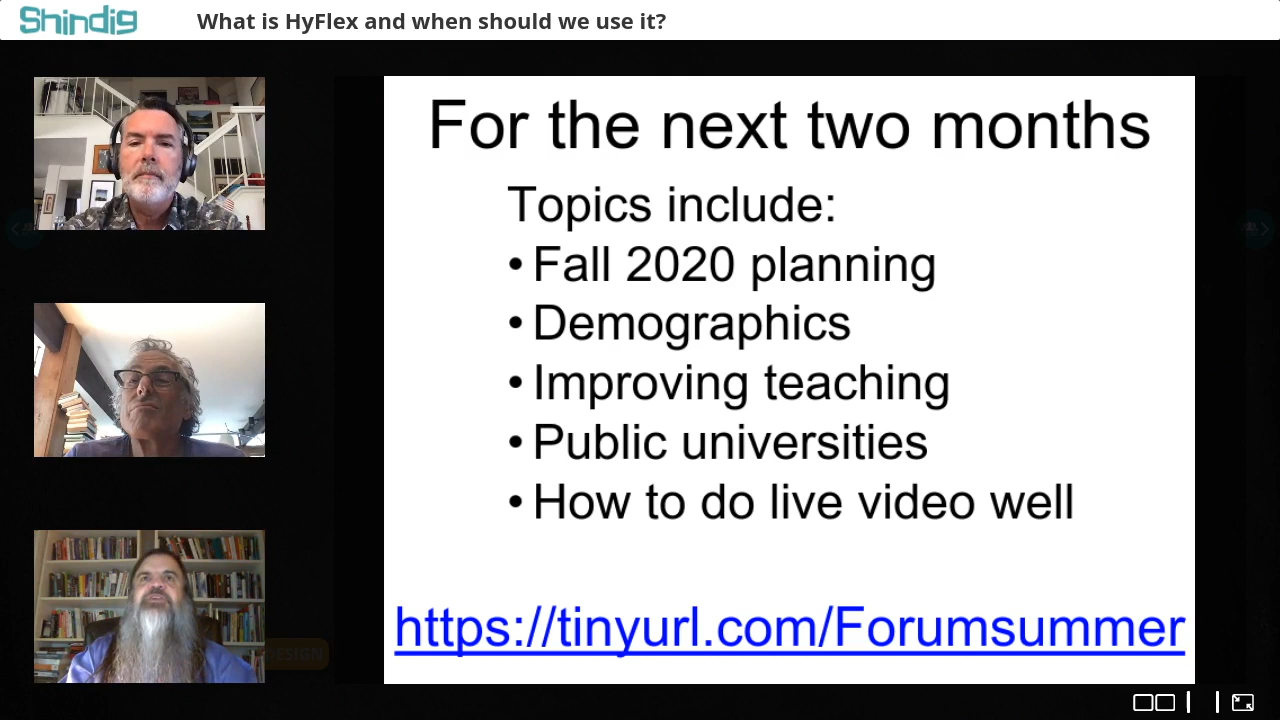 Shindig
What is HyFlex and when should we use it?
For the next two months
Topics include:
• Fall 2020 planning
• Demographics
• Improving teaching
• Public universities
• How to do live video well
https://tinyurl.com/Forumsummer
ESIGN